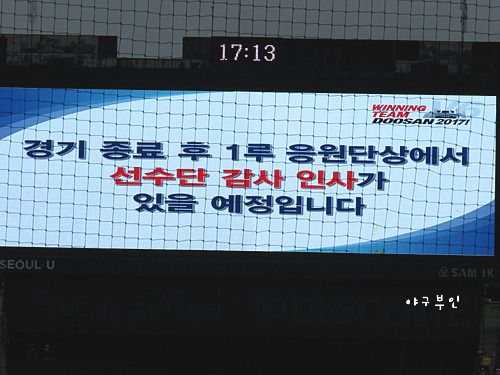 17:13
WINNING
TEAM
DOOSAN 2017!
경기 종료 후 1루 응원단상에서
선수단 감사 인사가
있을 예정입니다
SEOUL U
SAM IK
야구부인
DESCENTE